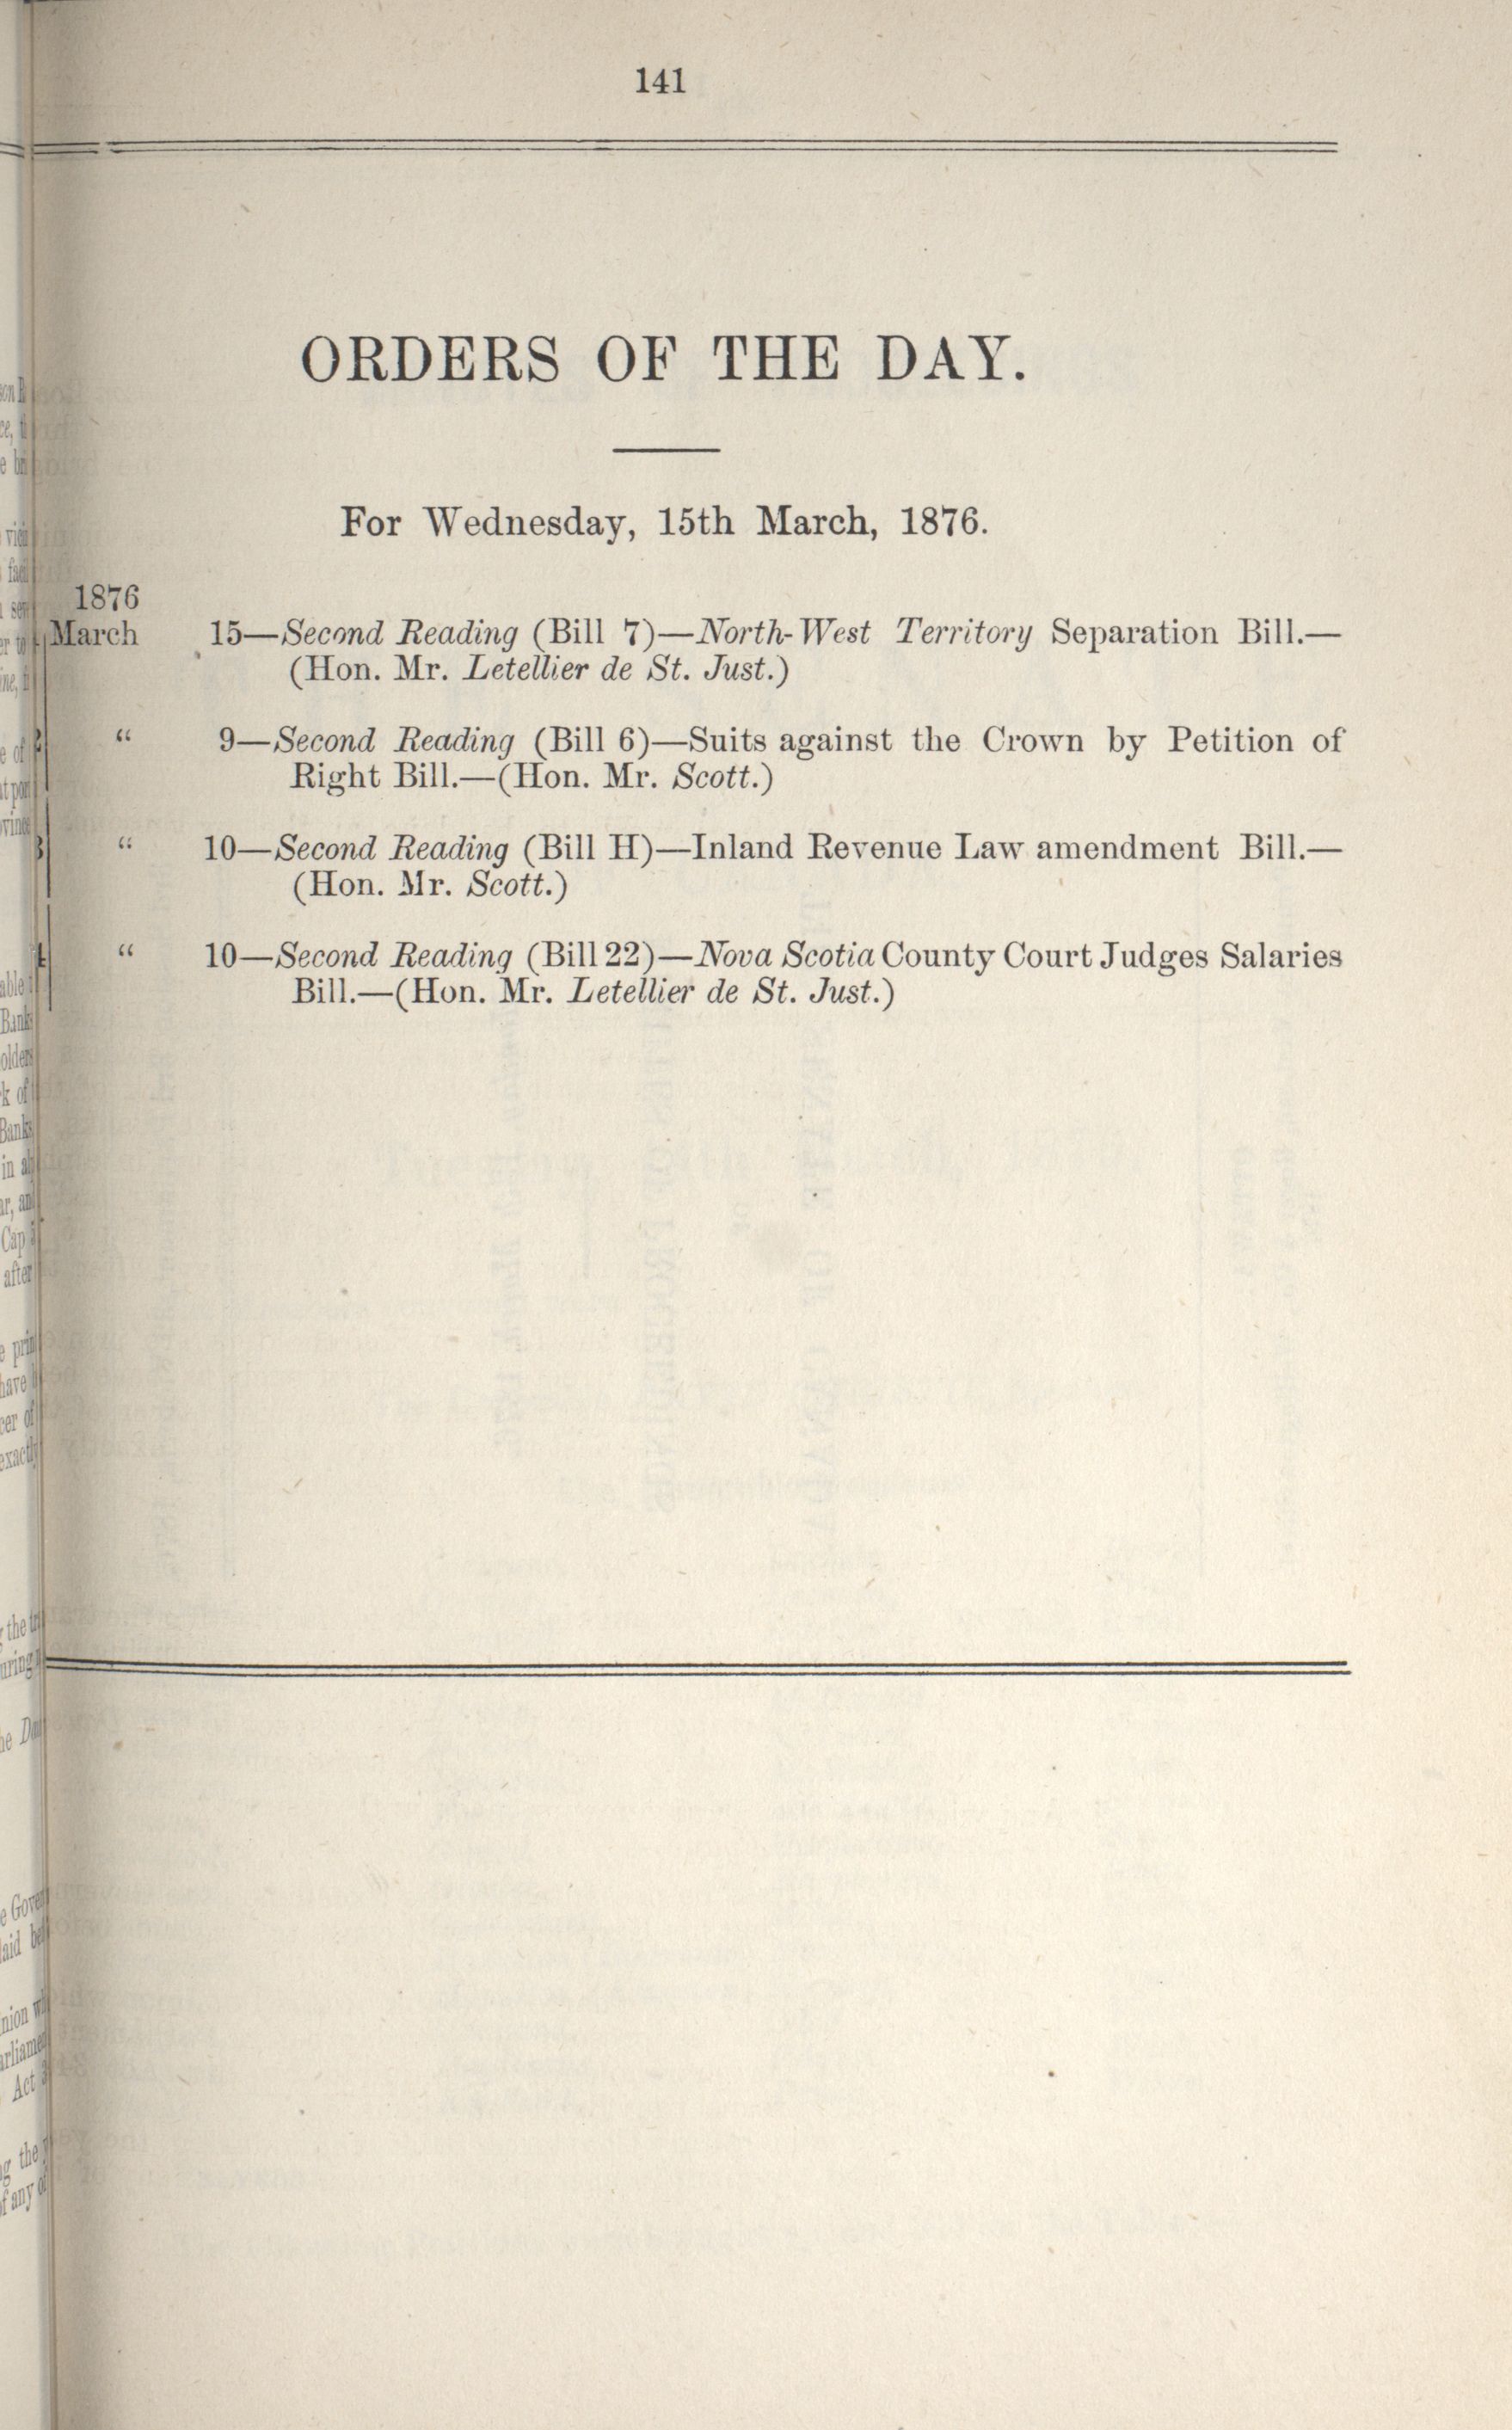 141
ORDERS OF THE DAY.
For Wednesday, 15th March, 1876.
1876
March 15—Second Reading (Bill 7)—North-West Territory Separation Bill.—
(Hon. Mr. Letellier de St. Just.)
“ 9—Second Reading (Bill 6)—Suits against the Crown by Petition of
Right Bill.—(Hon. Mr. Scott.)
“ 10—Second Reading (Bill H)—Inland Revenue Law amendment Bill.—
(Hon. Mr. Scott.)
“ 10—Second Reading (Bill 22)—Nova Scotia County Court Judges Salaries
Bill.—(Hon. Mr. Letellier de St. Just.)